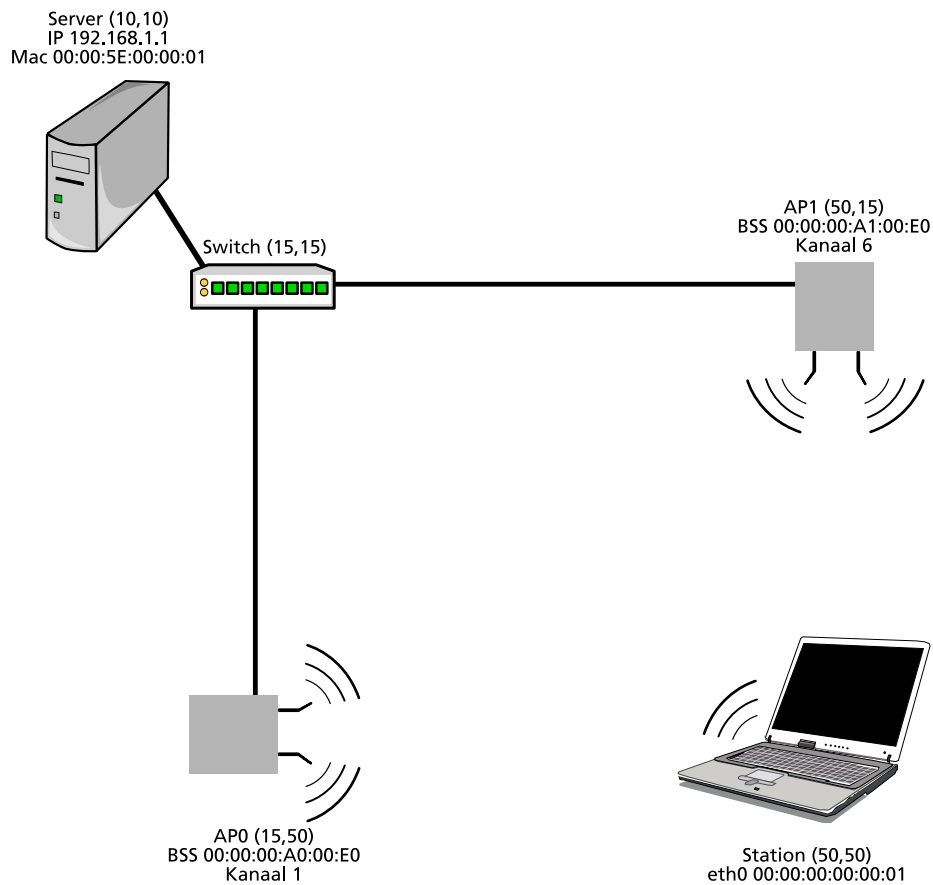 Server (10,10)
IP 192.168.1.1
Mac 00:00:5E:00:00:01
Switch (15,15)
AP1 (50,15)
BSS 00:00:00:A1:00:E0
Kanaal 6
AP0 (15,50)
BSS 00:00:00:A0:00:E0
Kanaal 1
Station (50,50)
eth0 00:00:00:00:00:01